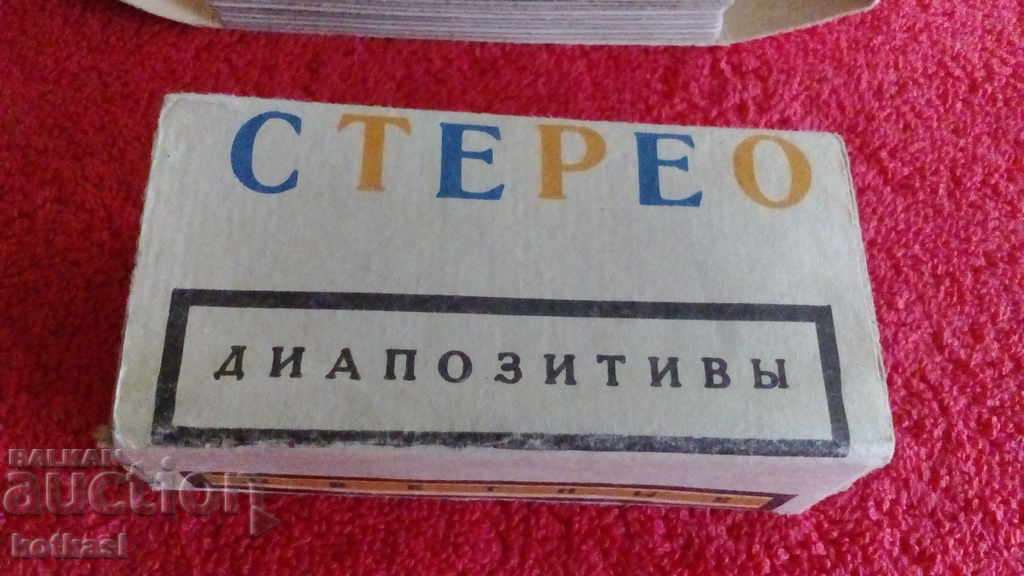 СТЕРЕО
ДИАПОЗИТИВЫ
BALKAN
auction
kotkasl